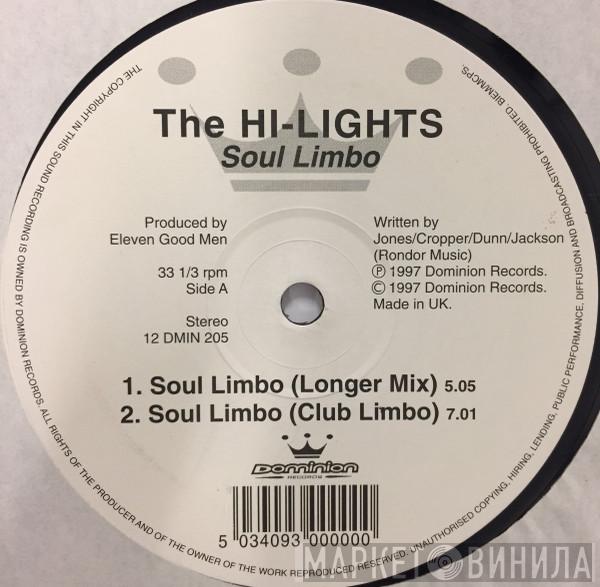 The HI-LIGHTS
Soul Limbo
Produced by
Eleven Good Men
33 1/3 rpm
Side A
Stereo
12 DMIN 205
Written by
Jones/Cropper/Dunn/Jackson
(Rondor Music)
Ⓟ 1997 Dominion Records.
© 1997 Dominion Records.
Made in UK.
1. Soul Limbo (Longer Mix) 5.05
2. Soul Limbo (Club Limbo) 7.01
Dominion
RECORDS
5 034093 000000
THE COPYRIGHT IN THIS SOUND RECORDING IS OWNED BY DOMINION RECORDS. ALL RIGHTS OF THE PRODUCER AND OF THE OWNER OF THE WORK REPRODUCED RESERVED. UNAUTHORISED COPYING, HIRING, LENDING, PUBLIC PERFORMANCE, DIFFUSION AND BROADCASTING PROHIBITED. BIEM/MCPS.
МАРКЕТ ВИНИЛА